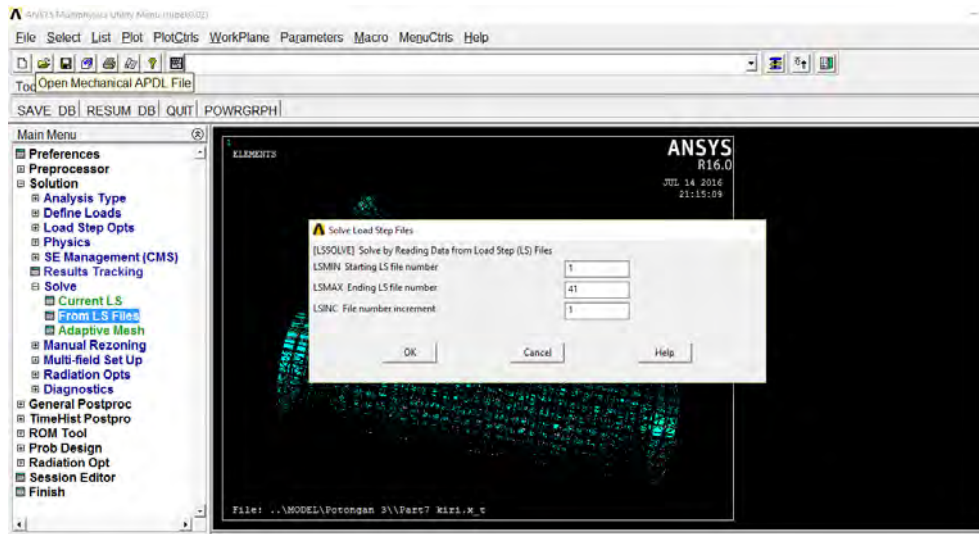 ANSYS Multiphysics Utility Menu
File Select List Plot PlotCtrls WorkPlane Parameters Macro MenuCtrls Help
Open Mechanical APDL File
SAVE_DB RESUM_DB QUIT POWRGRPH
Main Menu
Preferences
Preprocessor
Solution
Analysis Type
Define Loads
Load Step Opts
Physics
SE Management (CMS)
Results Tracking
Solve
Current LS
From LS Files
Adaptive Mesh
Manual Rezoning
Multi-field Set Up
Radiation Opts
Diagnostics
General Postproc
TimeHist Postpro
ROM Tool
Prob Design
Radiation Opt
Session Editor
Finish
1
ELEMENTS
ANSYS
R16.0
JUL 14 2016
21:15:09
Solve Load Step Files
[LSSOLVE] Solve by Reading Data from Load Step (LS) Files
LSMIN Starting LS file number 1
LSMAX Ending LS file number 41
LSINC File number increment 1
OK Cancel Help
File: ..\MODEL\Potongan 3\\Part7 kiri.x_t